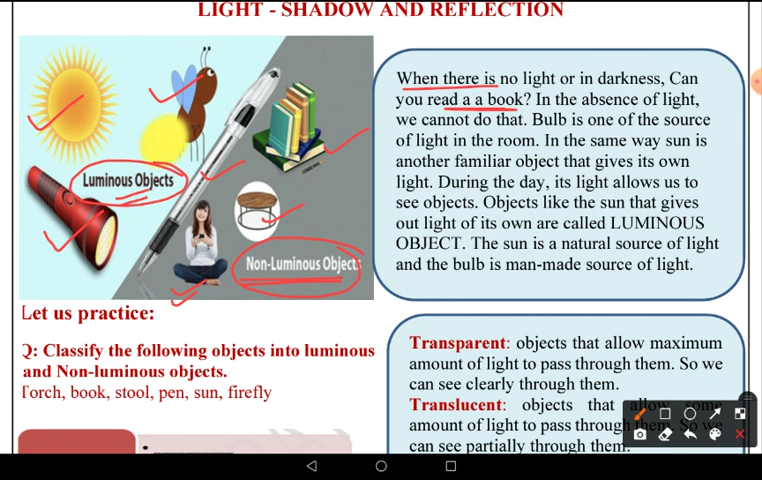 LIGHT - SHADOW AND REFLECTION
Luminous Objects
Non-Luminous Objects
When there is no light or in darkness, Can
you read a a book? In the absence of light,
we cannot do that. Bulb is one of the source
of light in the room. In the same way sun is
another familiar object that gives its own
light. During the day, its light allows us to
see objects. Objects like the sun that gives
out light of its own are called LUMINOUS
OBJECT. The sun is a natural source of light
and the bulb is man-made source of light.
Let us practice:
Q: Classify the following objects into luminous
and Non-luminous objects.
Torch, book, stool, pen, sun, firefly
Transparent: objects that allow maximum
amount of light to pass through them. So we
can see clearly through them.
Translucent: objects that allow some
amount of light to pass through them. So we
can see partially through them.